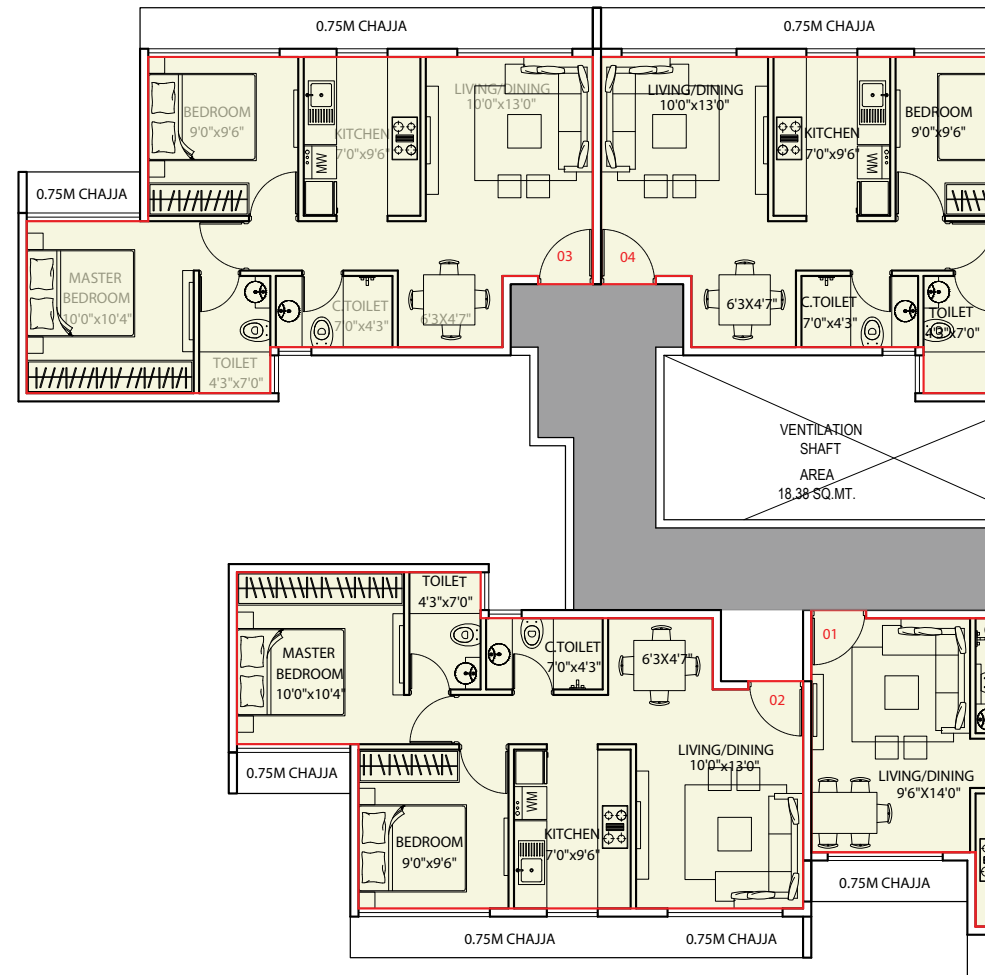 0.75M CHAJJA
0.75M CHAJJA
BEDROOM
9'0"x9'6"
KITCHEN
7'0"x9'6"
WM
LIVING/DINING
10'0"x13'0"
LIVING/DINING
10'0"x13'0"
KITCHEN
7'0"x9'6"
WM
BEDROOM
9'0"x9'6"
0.75M CHAJJA
MASTER
BEDROOM
10'0"x10'4"
03
04
C.TOILET
7'0"x4'3"
6'3X4'7"
6'3X4'7"
C.TOILET
7'0"x4'3"
TOILET
4'3"x7'0"
TOILET
4'3"x7'0"
VENTILATION
SHAFT
AREA
18.38 SQ.MT.
TOILET
4'3"x7'0"
MASTER
BEDROOM
10'0"x10'4"
C.TOILET
7'0"x4'3"
6'3X4'7"
01
02
0.75M CHAJJA
LIVING/DINING
10'0"x13'0"
LIVING/DINING
9'6"X14'0"
WM
BEDROOM
9'0"x9'6"
KITCHEN
7'0"x9'6"
0.75M CHAJJA
0.75M CHAJJA
0.75M CHAJJA